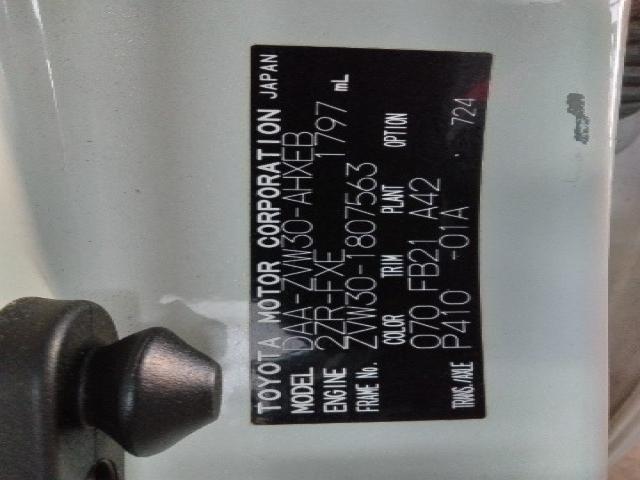 TOYOTA MOTOR CORPORATION JAPAN
MODEL DAA-ZVW30-AHXEB
ENGINE 2ZR-FXE 1797 mL
FRAME No. ZVW30-1807563
COLOR TRIM PLANT OPTION
070 FB21 A42
TRANS./AXLE P410 -01A 724